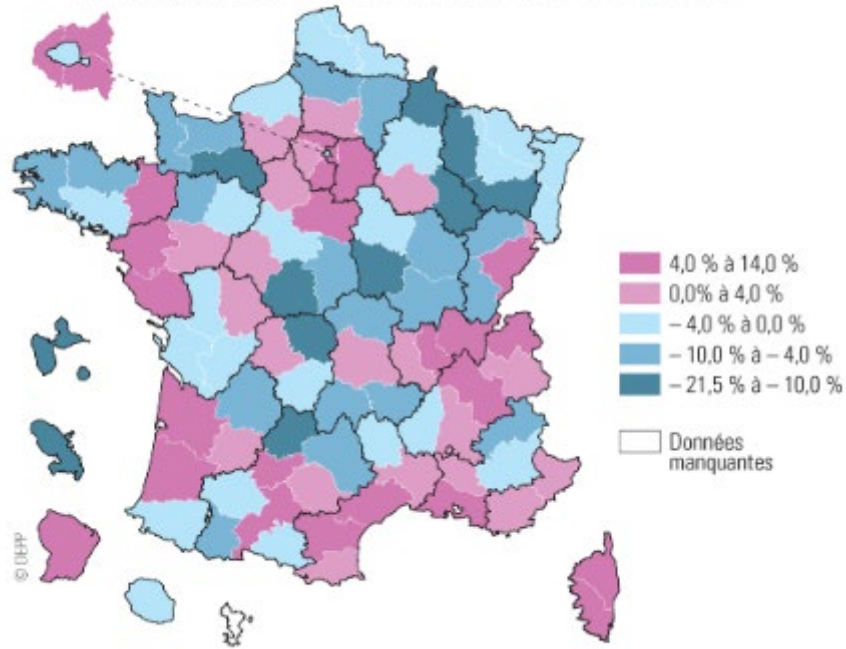 4,0 % à 14,0 %
0,0% à 4,0 %
– 4,0 % à 0,0 %
– 10,0 % à – 4,0 %
– 21,5 % à – 10,0 %
Données
manquantes
© DEPP